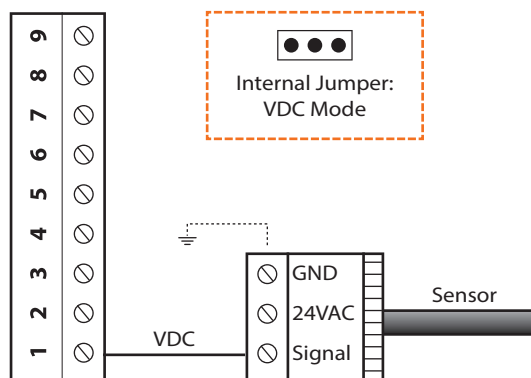 9
8
7
6
5
4
3
2
1
Internal Jumper:
VDC Mode
GND
24VAC
Signal
VDC
Sensor